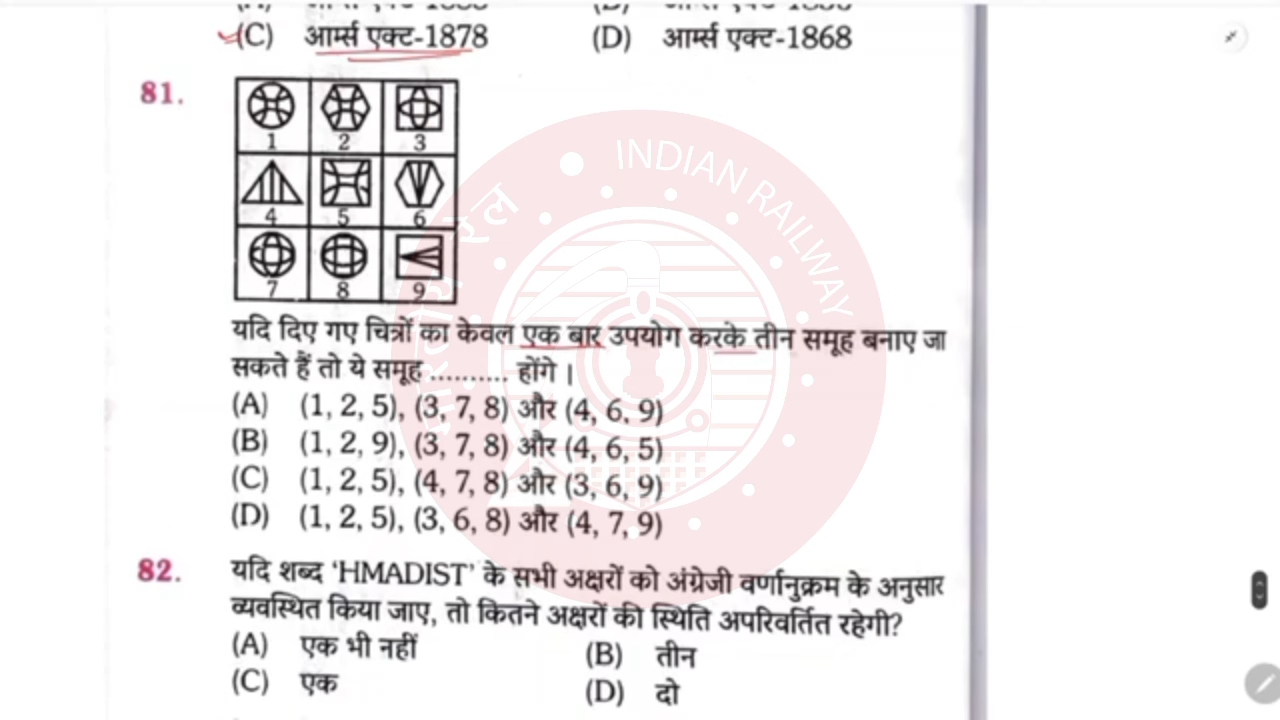 (C) आर्म्स एक्ट-1878 (D) आर्म्स एक्ट-1868
81.
1 2 3
4 5 6
7 8 9
यदि दिए गए चित्रों का केवल एक बार उपयोग करके तीन समूह बनाए जा
सकते हैं तो ये समूह .......... होंगे।
(A) (1, 2, 5), (3, 7, 8) और (4, 6, 9)
(B) (1, 2, 9), (3, 7, 8) और (4, 6, 5)
(C) (1, 2, 5), (4, 7, 8) और (3, 6, 9)
(D) (1, 2, 5), (3, 6, 8) और (4, 7, 9)
82. यदि शब्द 'HMADIST' के सभी अक्षरों को अंग्रेजी वर्णानुक्रम के अनुसार
व्यवस्थित किया जाए, तो कितने अक्षरों की स्थिति अपरिवर्तित रहेगी?
(A) एक भी नहीं (B) तीन
(C) एक (D) दो
INDIAN RAILWAY
भारतीय रेल